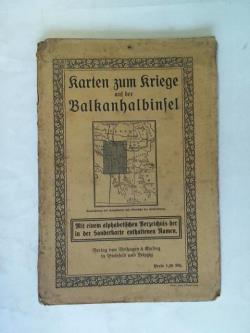 Karten zum Kriege
auf der
Balkanhalbinsel
Mit einem alphabetischen Verzeichnis der
in der Sonderkarte enthaltenen Namen.
Verlag von Velhagen & Klasing
in Bielefeld und Leipzig
Preis